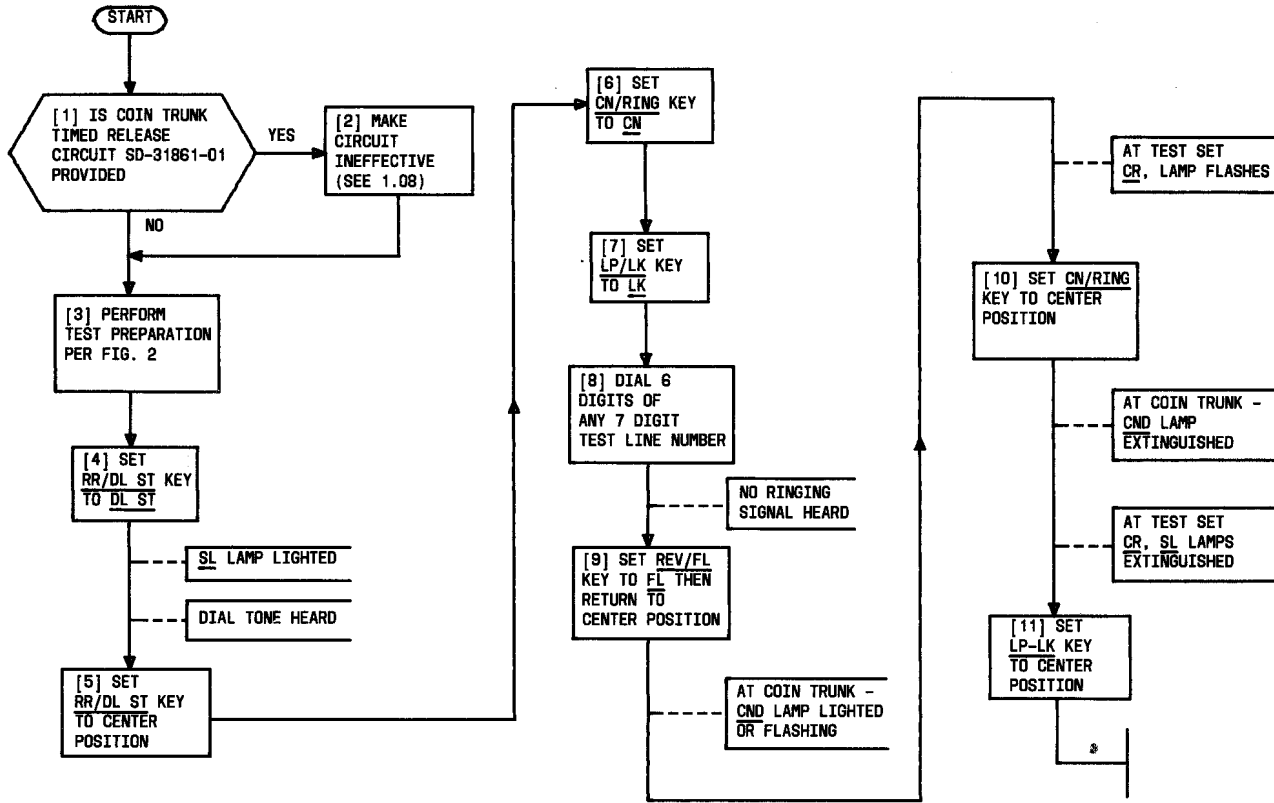 START
[1] IS COIN TRUNK
TIMED RELEASE
CIRCUIT SD-31861-01
PROVIDED
YES
[2] MAKE
CIRCUIT
INEFFECTIVE
(SEE 1.08)
NO
[3] PERFORM
TEST PREPARATION
PER FIG. 2
[4] SET
RR/DL ST KEY
TO DL ST
SL LAMP LIGHTED
DIAL TONE HEARD
[5] SET
RR/DL ST KEY
TO CENTER
POSITION
[6] SET
CN/RING KEY
TO CN
[7] SET
LP/LK KEY
TO LK
[8] DIAL 6
DIGITS OF
ANY 7 DIGIT
TEST LINE NUMBER
NO RINGING
SIGNAL HEARD
[9] SET REV/FL
KEY TO FL THEN
RETURN TO
CENTER POSITION
AT COIN TRUNK -
CND LAMP LIGHTED
OR FLASHING
AT TEST SET
CR, LAMP FLASHES
[10] SET CN/RING
KEY TO CENTER
POSITION
AT COIN TRUNK -
CND LAMP
EXTINGUISHED
AT TEST SET
CR, SL LAMPS
EXTINGUISHED
[11] SET
LP-LK KEY
TO CENTER
POSITION